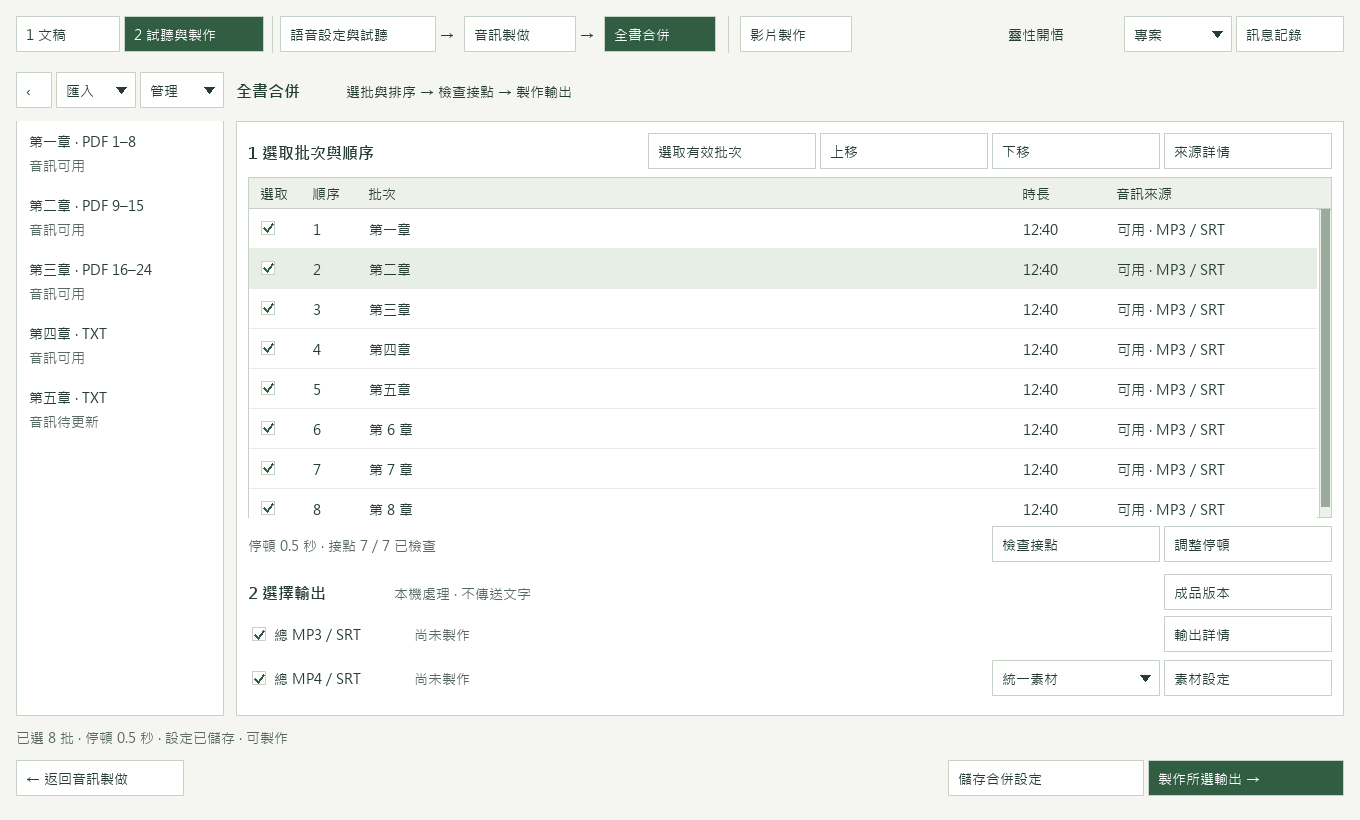 1 文稿 2 試聽與製作 語音設定與試聽 → 音訊製做 → 全書合併 影片製作 靈性開悟 專案 訊息記錄
‹ 匯入 管理 全書合併 選批與排序 → 檢查接點 → 製作輸出
第一章 · PDF 1–8
音訊可用
第二章 · PDF 9–15
音訊可用
第三章 · PDF 16–24
音訊可用
第四章 · TXT
音訊可用
第五章 · TXT
音訊待更新
1 選取批次與順序 選取有效批次 上移 下移 來源詳情
選取 順序 批次 時長 音訊來源
1 第一章 12:40 可用 · MP3 / SRT
2 第二章 12:40 可用 · MP3 / SRT
3 第三章 12:40 可用 · MP3 / SRT
4 第四章 12:40 可用 · MP3 / SRT
5 第五章 12:40 可用 · MP3 / SRT
6 第 6 章 12:40 可用 · MP3 / SRT
7 第 7 章 12:40 可用 · MP3 / SRT
8 第 8 章 12:40 可用 · MP3 / SRT
停頓 0.5 秒 · 接點 7 / 7 已檢查 檢查接點 調整停頓
2 選擇輸出 本機處理 · 不傳送文字 成品版本
總 MP3 / SRT 尚未製作 輸出詳情
總 MP4 / SRT 尚未製作 統一素材 素材設定
已選 8 批 · 停頓 0.5 秒 · 設定已儲存 · 可製作
← 返回音訊製做 儲存合併設定 製作所選輸出 →